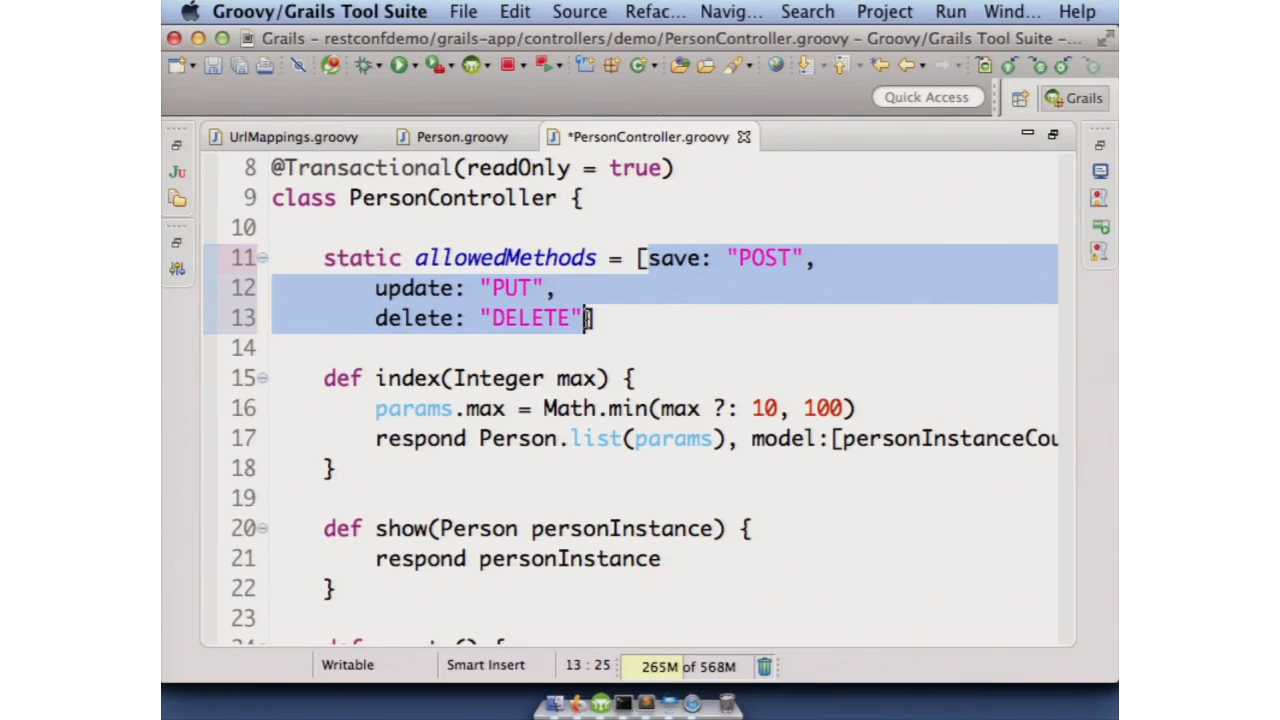 Groovy/Grails Tool Suite File Edit Source Refac... Navig... Search Project Run Wind... Help
Grails - restconfdemo/grails-app/controllers/demo/PersonController.groovy - Groovy/Grails Tool Suite -...
Quick Access
Grails
UrlMappings.groovy Person.groovy *PersonController.groovy
8 @Transactional(readOnly = true)
9 class PersonController {
10
11 static allowedMethods = [save: "POST",
12 update: "PUT",
13 delete: "DELETE"]
14
15 def index(Integer max) {
16 params.max = Math.min(max ?: 10, 100)
17 respond Person.list(params), model:[personInstanceCou
18 }
19
20 def show(Person personInstance) {
21 respond personInstance
22 }
23
Writable Smart Insert 13 : 25 265M of 568M